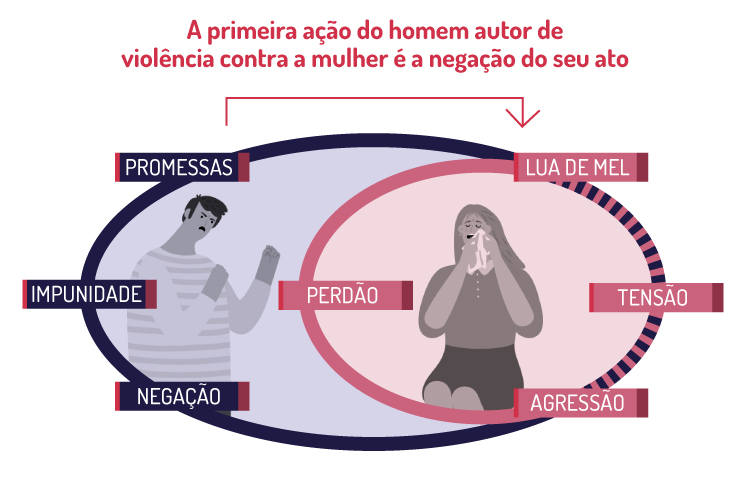 A primeira ação do homem autor de
violência contra a mulher é a negação do seu ato
PROMESSAS
LUA DE MEL
IMPUNIDADE
PERDÃO
TENSÃO
NEGAÇÃO
AGRESSÃO